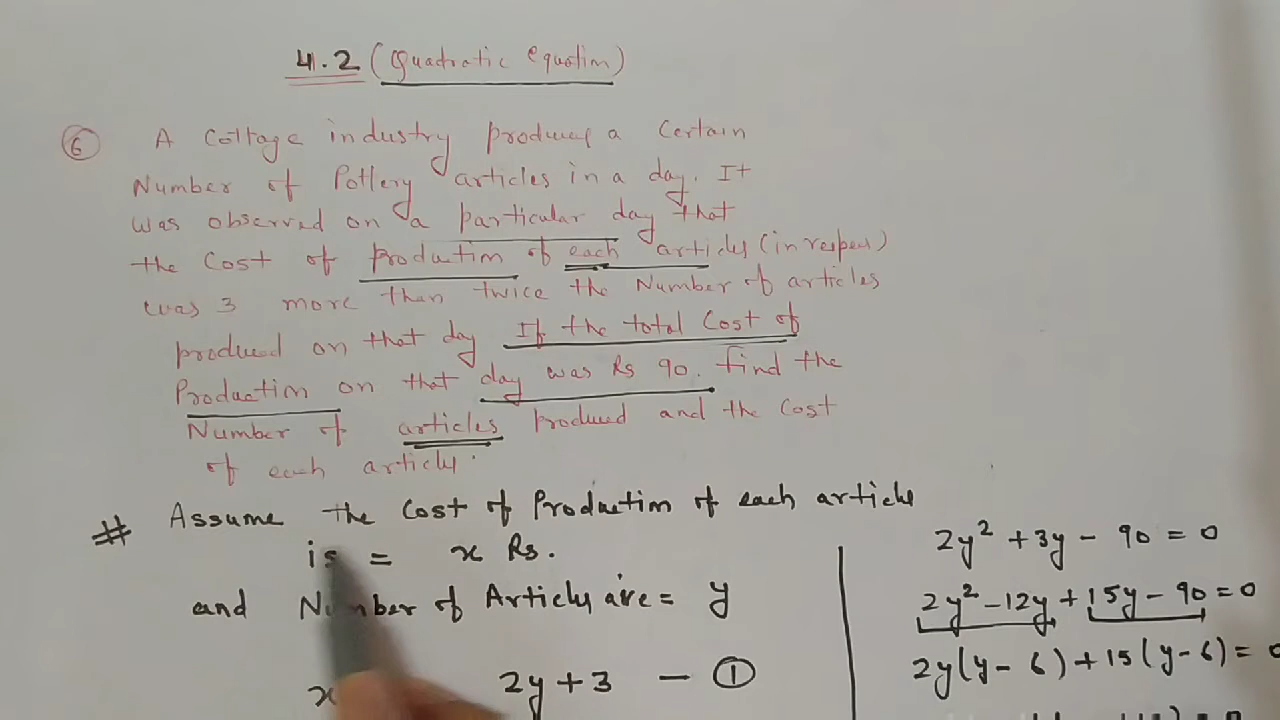 4.2 (Quadratic equation)
6 A Cottage industry produces a Certain
Number of Pottery articles in a day. It
was observed on a particular day that
the Cost of Production of each articles (in
was 3 more than twice the Number of articles
produced on that day If the total Cost of
Production on that day was Rs 90. find the
Number of articles produced and the Cost
of each article.
# Assume the Cost of Production of each article
is = x Rs.
and Number of Articles are = y
x 2y + 3 — ①
2y² + 3y - 90 = 0
2y² - 12y + 15y - 90 = 0
2y(y - 6) + 15(y - 6) = 0